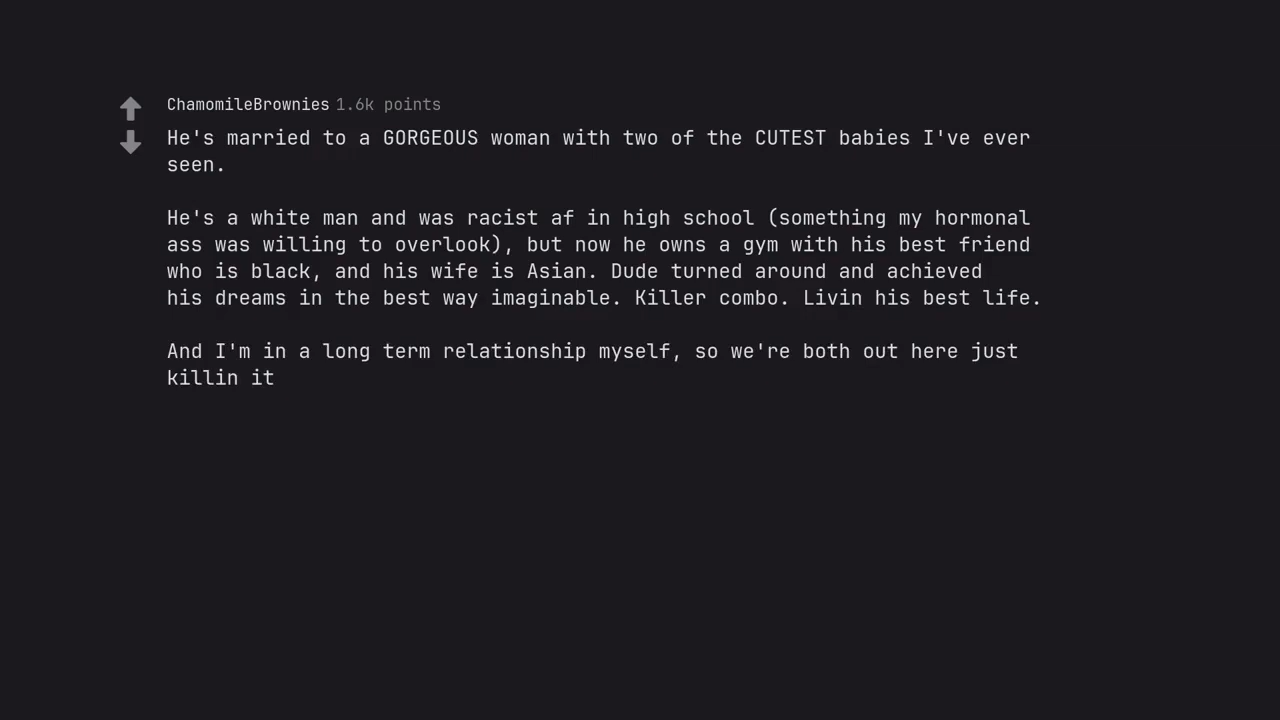 ChamomileBrownies 1.6k points
He's married to a GORGEOUS woman with two of the CUTEST babies I've ever
seen.
He's a white man and was racist af in high school (something my hormonal
ass was willing to overlook), but now he owns a gym with his best friend
who is black, and his wife is Asian. Dude turned around and achieved
his dreams in the best way imaginable. Killer combo. Livin his best life.
And I'm in a long term relationship myself, so we're both out here just
killin it